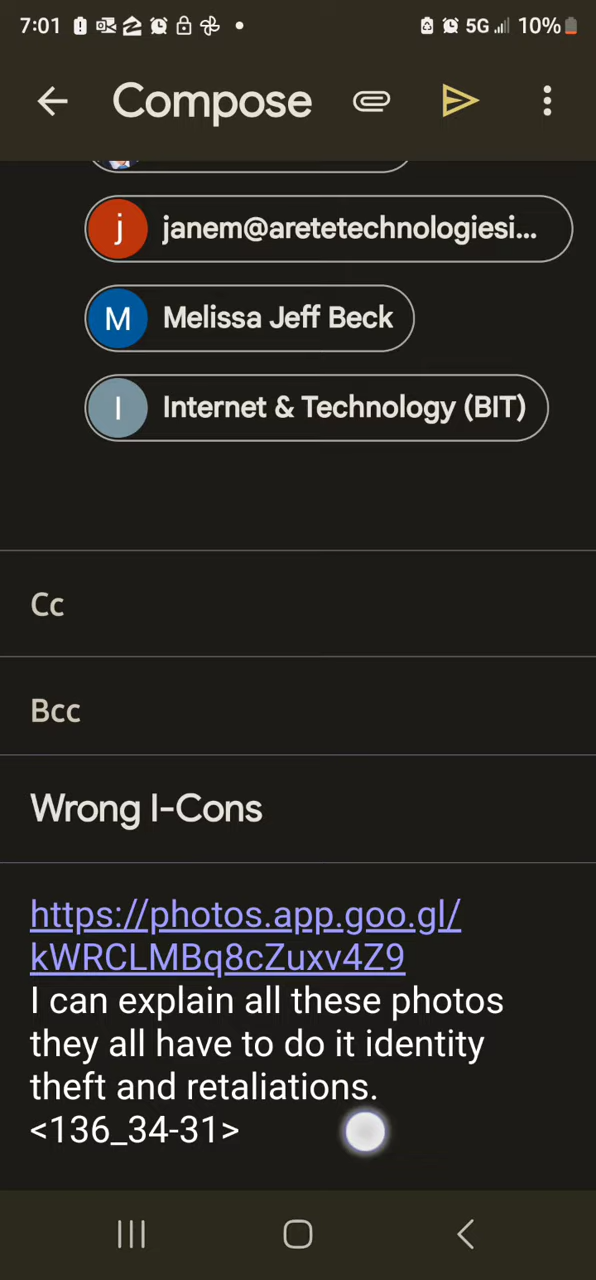 7:01 5G 10%
Compose
j janem@aretetechnologiesi...
M Melissa Jeff Beck
I Internet & Technology (BIT)
Cc
Bcc
Wrong I-Cons
https://photos.app.goo.gl/
kWRCLMBq8cZuxv4Z9
I can explain all these photos
they all have to do it identity
theft and retaliations.
<136_34-31>